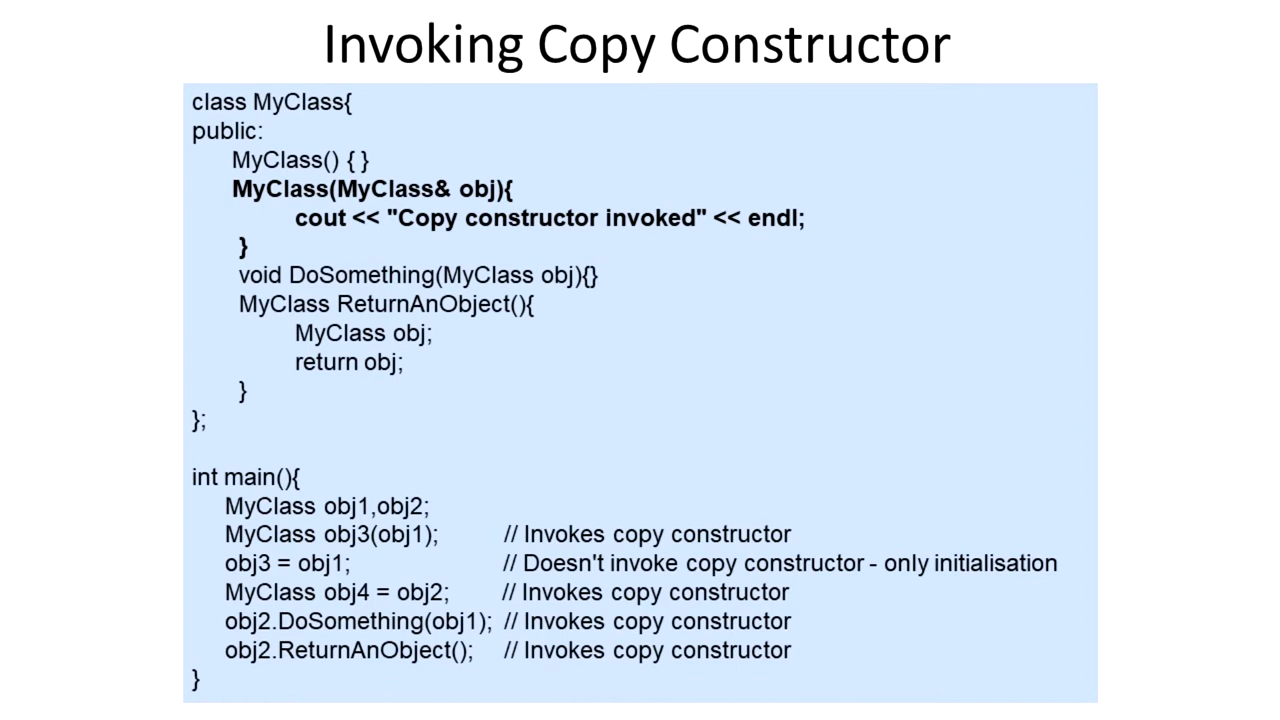 Invoking Copy Constructor
class MyClass{
public:
MyClass() { }
MyClass(MyClass& obj){
cout << "Copy constructor invoked" << endl;
}
void DoSomething(MyClass obj){}
MyClass ReturnAnObject(){
MyClass obj;
return obj;
}
};
int main(){
MyClass obj1,obj2;
MyClass obj3(obj1); // Invokes copy constructor
obj3 = obj1; // Doesn't invoke copy constructor - only initialisation
MyClass obj4 = obj2; // Invokes copy constructor
obj2.DoSomething(obj1); // Invokes copy constructor
obj2.ReturnAnObject(); // Invokes copy constructor
}